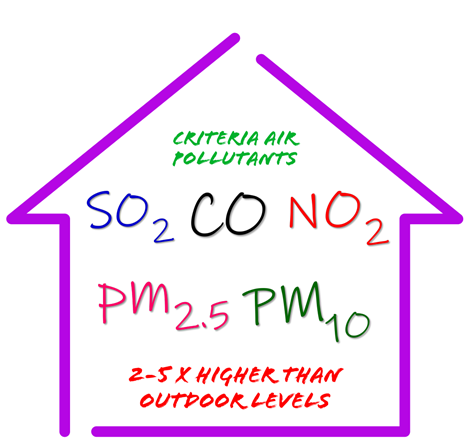 CRITERIA AIR
POLLUTANTS
SO₂ CO NO₂
PM₂.₅ PM₁₀
2-5 X HIGHER THAN
OUTDOOR LEVELS